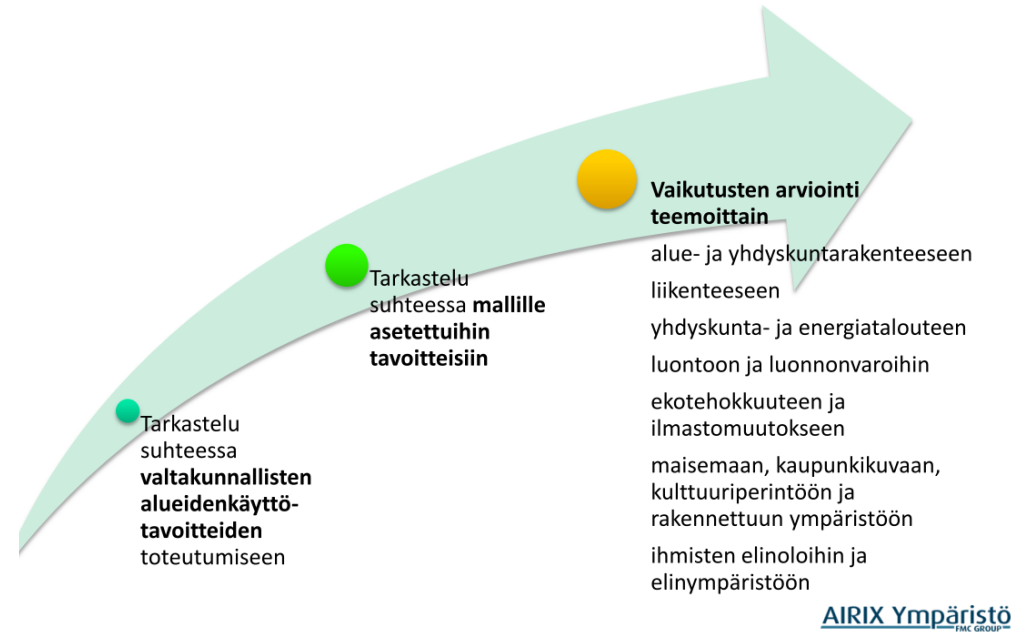 Tarkastelu
suhteessa
valtakunnallisten
alueidenkäyttö-
tavoitteiden
toteutumiseen
Tarkastelu
suhteessa mallille
asetettuihin
tavoitteisiin
Vaikutusten arviointi
teemoittain
alue- ja yhdyskuntarakenteeseen
liikenteeseen
yhdyskunta- ja energiatalouteen
luontoon ja luonnonvaroihin
ekotehokkuuteen ja
ilmastomuutokseen
maisemaan, kaupunkikuvaan,
kulttuuriperintöön ja
rakennettuun ympäristöön
ihmisten elinoloihin ja
elinympäristöön
AIRIX Ympäristö
FMC GROUP